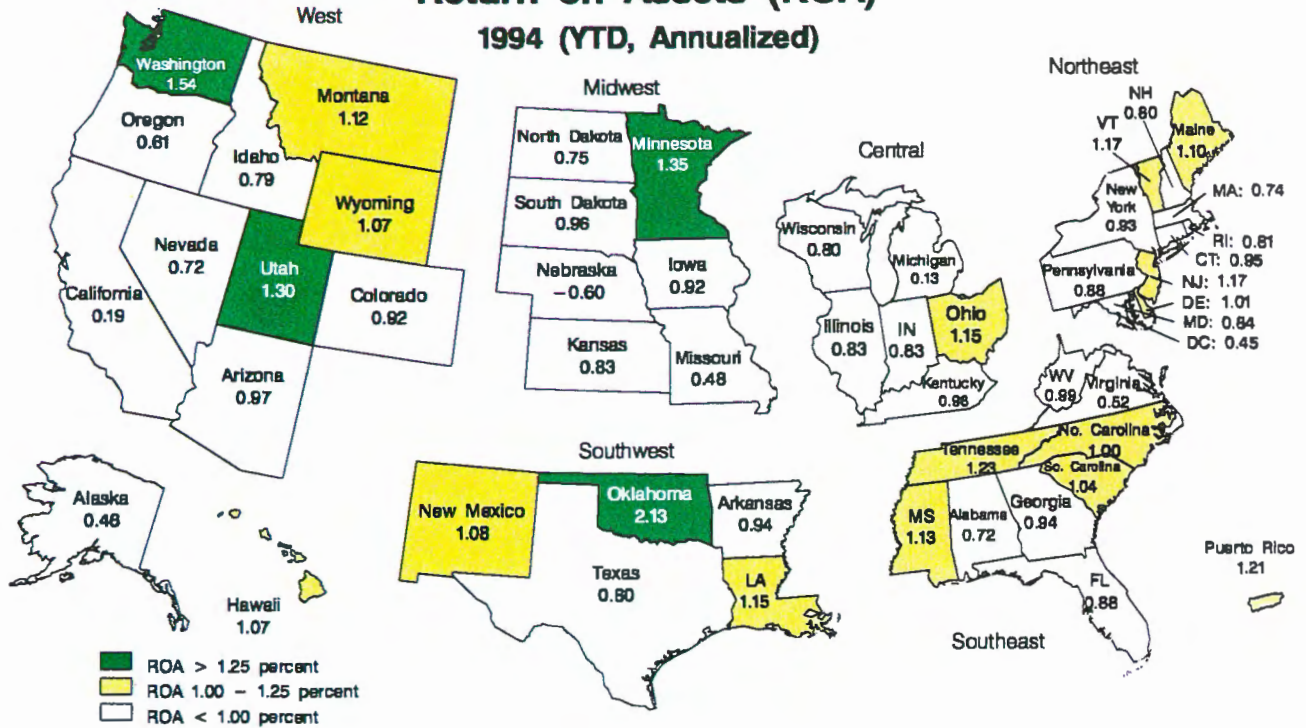 1994 (YTD, Annualized)
West
Washington
1.54
Oregon
0.61
Idaho
0.79
Montana
1.12
Wyoming
1.07
Nevada
0.72
Utah
1.30
Colorado
0.92
California
0.19
Arizona
0.97
Alaska
0.48
Hawaii
1.07
Midwest
North Dakota
0.75
Minnesota
1.35
South Dakota
0.96
Nebraska
-0.60
Iowa
0.92
Kansas
0.83
Missouri
0.48
Central
Wisconsin
0.80
Michigan
0.13
Illinois
0.83
IN
0.83
Ohio
1.15
Kentucky
0.98
Northeast
NH
0.80
VT
1.17
Maine
1.10
New
York
0.93
MA: 0.74
RI: 0.81
CT: 0.95
Pennsylvania
0.88
NJ: 1.17
DE: 1.01
MD: 0.84
DC: 0.45
Southwest
New Mexico
1.08
Oklahoma
2.13
Arkansas
0.94
Texas
0.80
LA
1.15
Southeast
WV
0.99
Virginia
0.52
Tennessee
1.23
No. Carolina
1.00
So. Carolina
1.04
MS
1.13
Alabama
0.72
Georgia
0.94
FL
0.88
Puerto Rico
1.21
ROA > 1.25 percent
ROA 1.00 - 1.25 percent
ROA < 1.00 percent